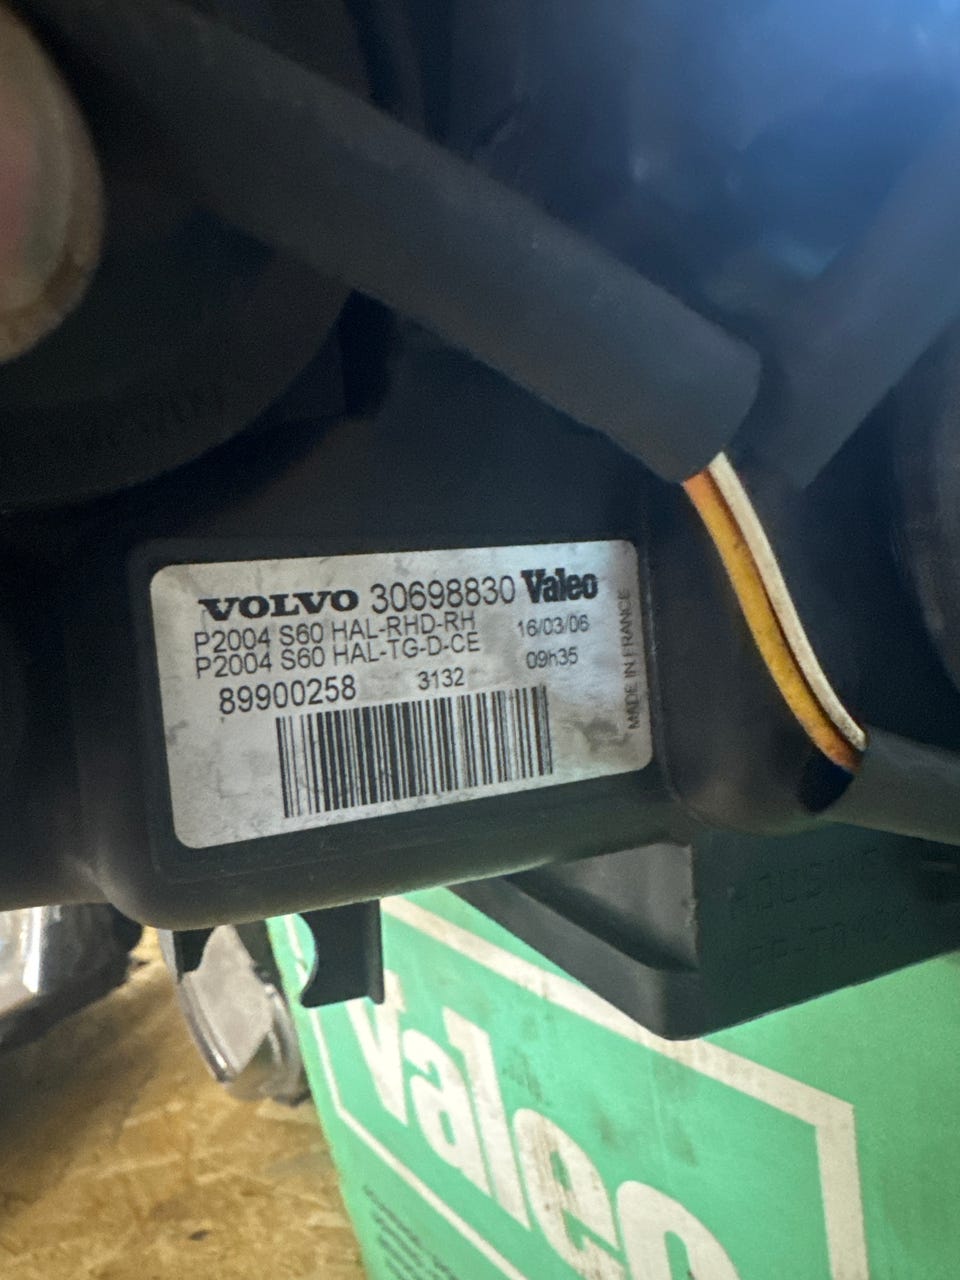 VOLVO 30698830 Valeo
P2004 S60 HAL-RHD-RH 16/03/06
P2004 S60 HAL-TG-D-CE 09h35
89900258 3132
MADE IN FRANCE
Valeo